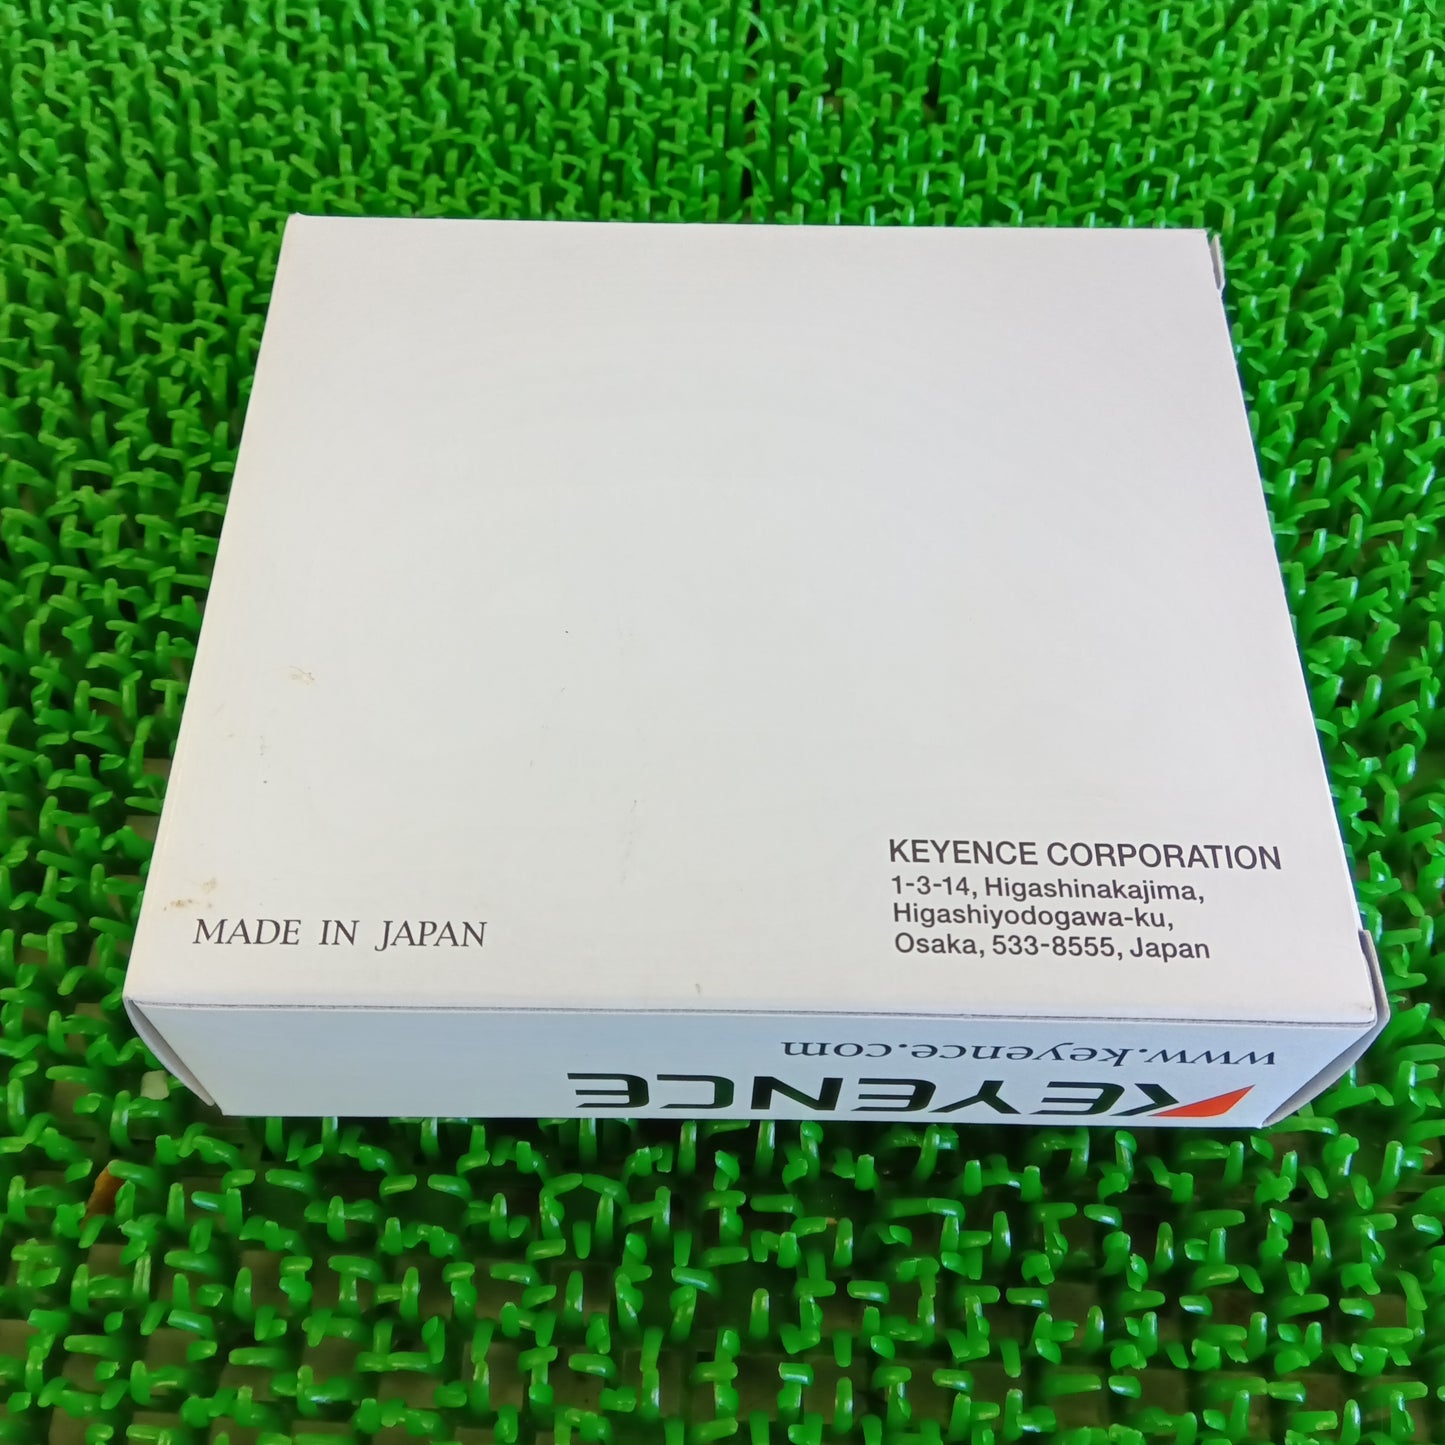 KEYENCE CORPORATION
1-3-14, Higashinakajima,
Higashiyodogawa-ku,
Osaka, 533-8555, Japan
MADE IN JAPAN
www.keyence.com
KEYENCE